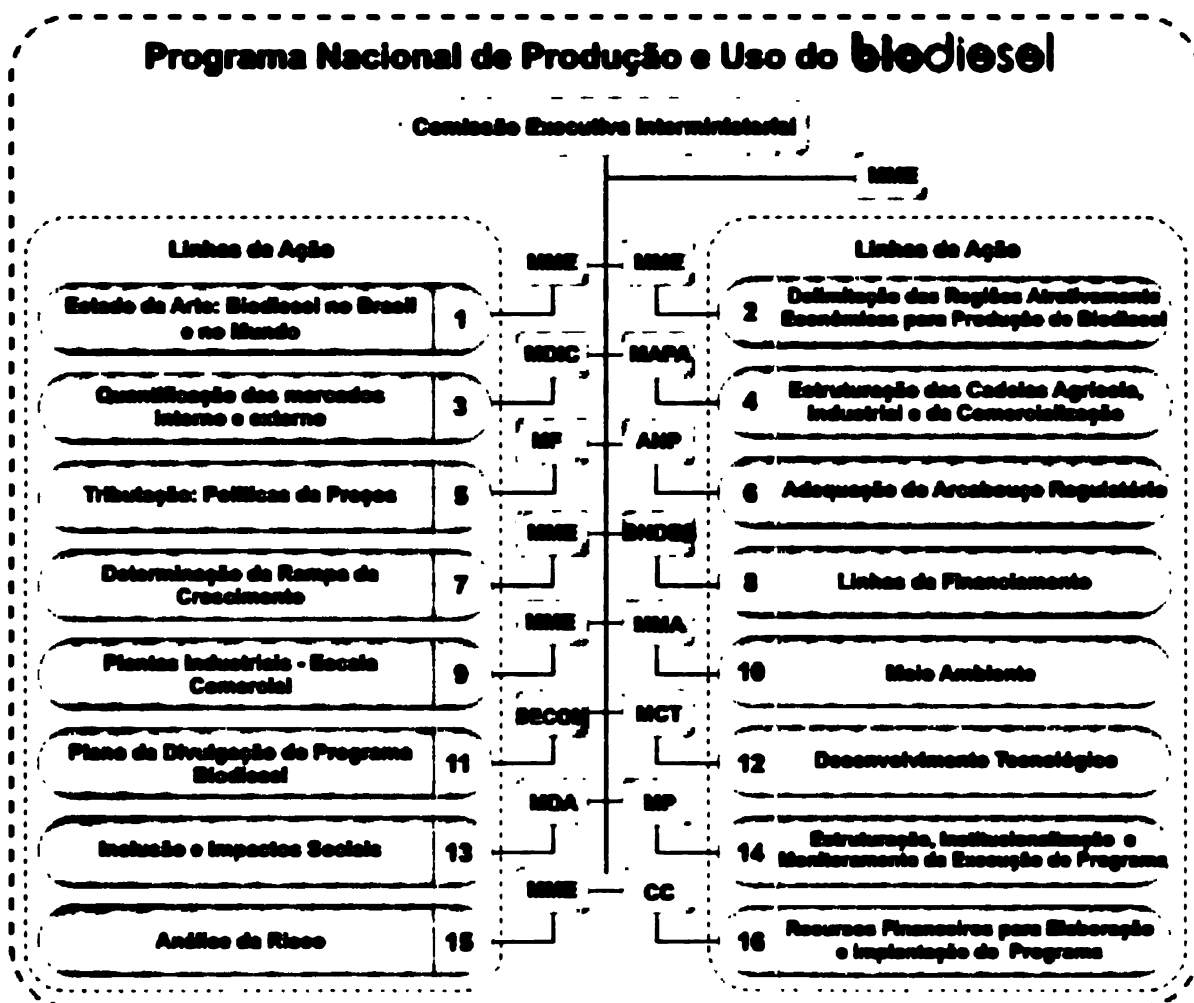 Programa Nacional de Produção e Uso do biodiesel
Comissão Executiva Interministerial
MME
Linhas de Ação
MME
Estado da Arte: Biodiesel no Brasil
e no Mundo
1
MDIC
Quantificação dos mercados
interno e externo
3
MF
Tributação: Políticas de Preços
5
MME
Determinação da Rampa de
Crescimento
7
MME
Plantas Industriais - Escala
Comercial
9
SECOM
Plano de Divulgação do Programa
Biodiesel
11
MDA
Inclusão e Impactos Sociais
13
MME
Análise de Risco
15
Linhas de Ação
MME
2
Delimitação das Regiões Atrativamente
Econômicas para Produção de Biodiesel
MAPA
4
Estruturação das Cadeias Agrícola,
Industrial e de Comercialização
ANP
6
Adequação do Arcabouço Regulatório
BNDES
8
Linhas de Financiamento
MMA
10
Meio Ambiente
MCT
12
Desenvolvimento Tecnológico
MP
14
Estruturação, Institucionalização e
Monitoramento da Execução do Programa
CC
16
Recursos Financeiros para Elaboração
e Implantação do Programa